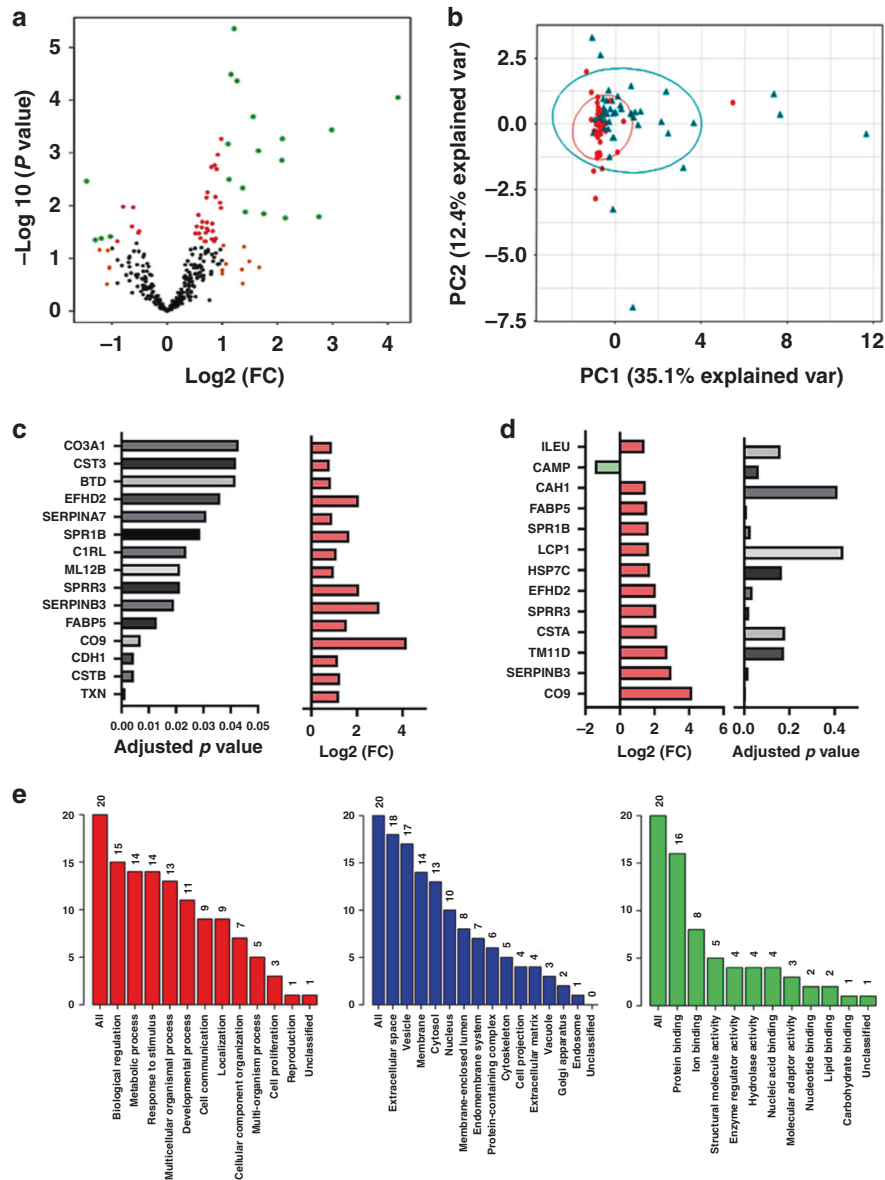 a
5
4
3
2
1
0
–1 0 1 2 3 4
–Log 10 (P value)
Log2 (FC)
b
2.5
0.0
–2.5
–5.0
–7.5
0 4 8 12
PC2 (12.4% explained var)
PC1 (35.1% explained var)
c
CO3A1
CST3
BTD
EFHD2
SERPINA7
SPR1B
C1RL
ML12B
SPRR3
SERPINB3
FABP5
CO9
CDH1
CSTB
TXN
0.00 0.01 0.02 0.03 0.04 0.05
Adjusted p value
0 2 4
Log2 (FC)
d
ILEU
CAMP
CAH1
FABP5
SPR1B
LCP1
HSP7C
EFHD2
SPRR3
CSTA
TM11D
SERPINB3
CO9
–2 0 2 4 6
Log2 (FC)
0.0 0.2 0.4
Adjusted p value
e
20
15
10
5
0
20 15 14 14 13 11 9 9 7 5 3 1 1
All
Biological regulation
Metabolic process
Response to stimulus
Multicellular organismal process
Developmental process
Cell communication
Localization
Cellular component organization
Multi-organism process
Cell proliferation
Reproduction
Unclassified
20
15
10
5
0
20 18 17 14 13 10 8 7 6 5 4 4 3 2 1 0
All
Extracellular space
Vesicle
Membrane
Cytosol
Nucleus
Membrane-enclosed lumen
Endomembrane system
Protein-containing complex
Cytoskeleton
Cell projection
Extracellular matrix
Vacuole
Golgi apparatus
Endosome
Unclassified
20
15
10
5
0
20 16 8 5 4 4 4 3 2 2 1 1
All
Protein binding
Ion binding
Structural molecule activity
Enzyme regulator activity
Hydrolase activity
Nucleic acid binding
Molecular adaptor activity
Nucleotide binding
Lipid binding
Carbohydrate binding
Unclassified